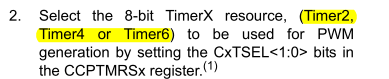 2. Select the 8-bit TimerX resource, (Timer2,
Timer4 or Timer6) to be used for PWM
generation by setting the CxTSEL<1:0> bits in
the CCPTMRSx register.(1)